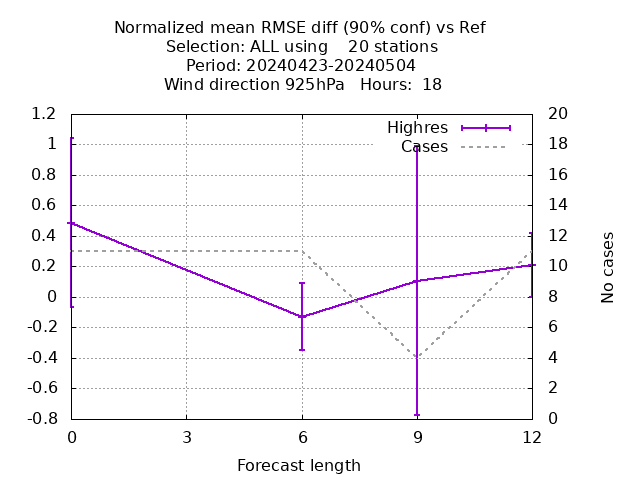 Normalized mean RMSE diff (90% conf) vs Ref
Selection: ALL using    20 stations
Period: 20240423-20240504
Wind direction 925hPa   Hours:  18
1.2
1
0.8
0.6
0.4
0.2
0
-0.2
-0.4
-0.6
-0.8
Highres
Cases
20
18
16
14
12
10
8
6
4
2
0
No cases
0 3 6 9 12
Forecast length